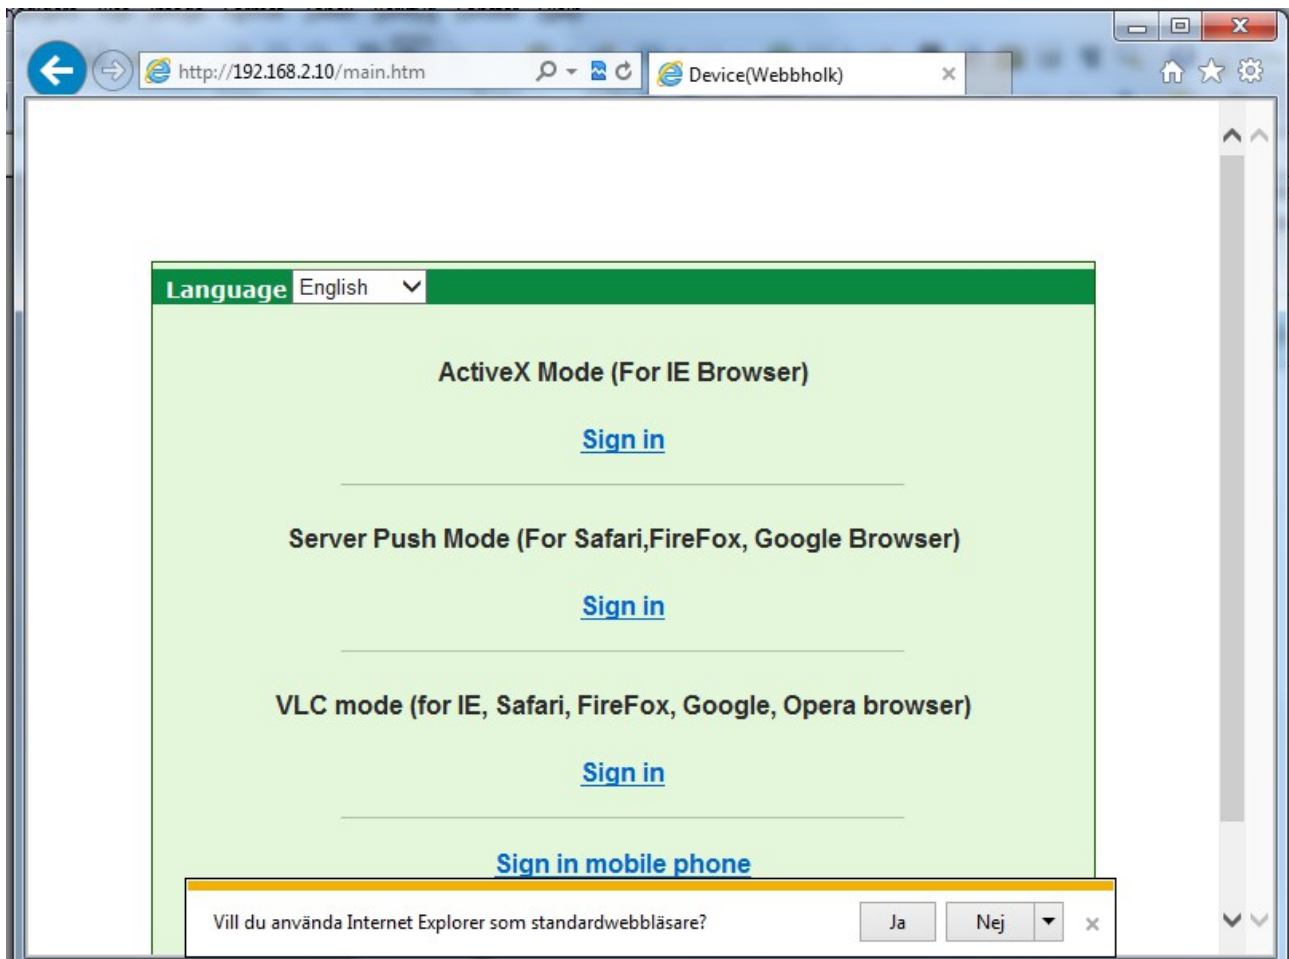 http://192.168.2.10/main.htm
Device(Webbholk)
Language English
ActiveX Mode (For IE Browser)
Sign in
Server Push Mode (For Safari,FireFox, Google Browser)
Sign in
VLC mode (for IE, Safari, FireFox, Google, Opera browser)
Sign in
Sign in mobile phone
Vill du använda Internet Explorer som standardwebbläsare? Ja Nej